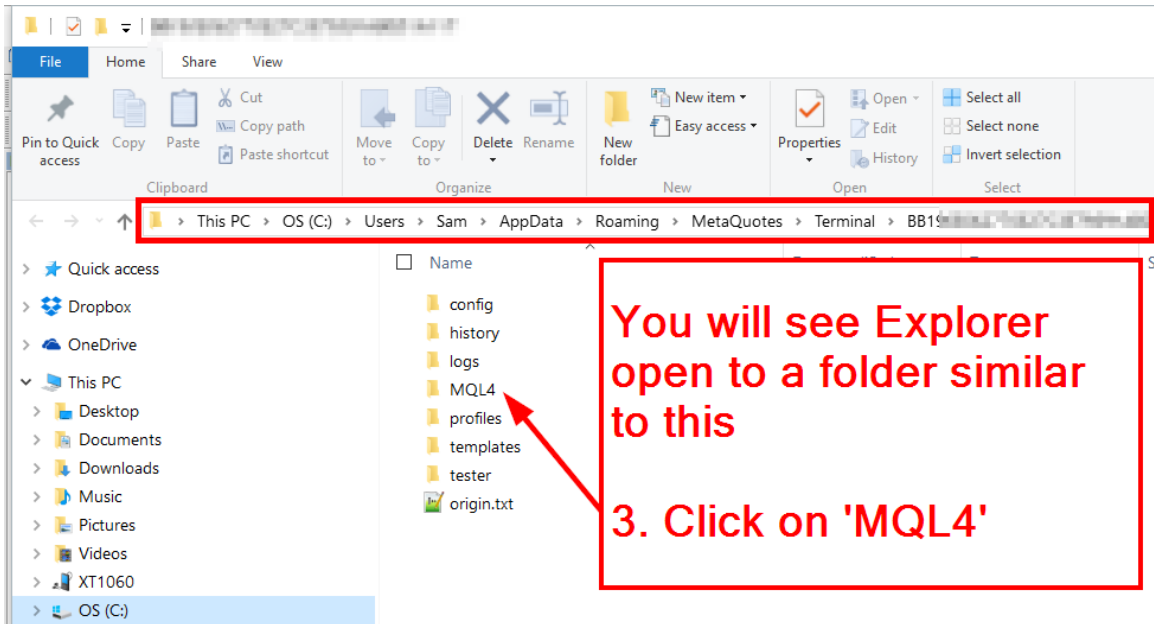 File Home Share View
Pin to Quick access
Copy
Paste
Cut
Copy path
Paste shortcut
Clipboard
Move to
Copy to
Delete
Rename
Organize
New folder
New item
Easy access
New
Properties
Open
Edit
History
Open
Select all
Select none
Invert selection
Select
This PC > OS (C:) > Users > Sam > AppData > Roaming > MetaQuotes > Terminal >
Quick access
Dropbox
OneDrive
This PC
Desktop
Documents
Downloads
Music
Pictures
Videos
XT1060
OS (C:)
Name
config
history
logs
MQL4
profiles
templates
tester
origin.txt
You will see Explorer
open to a folder similar
to this
3. Click on 'MQL4'